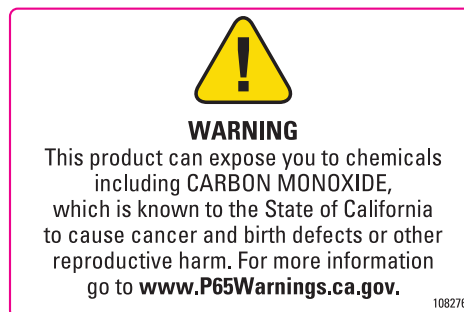 !
WARNING
This product can expose you to chemicals
including CARBON MONOXIDE,
which is known to the State of California
to cause cancer and birth defects or other
reproductive harm. For more information
go to www.P65Warnings.ca.gov.
108276